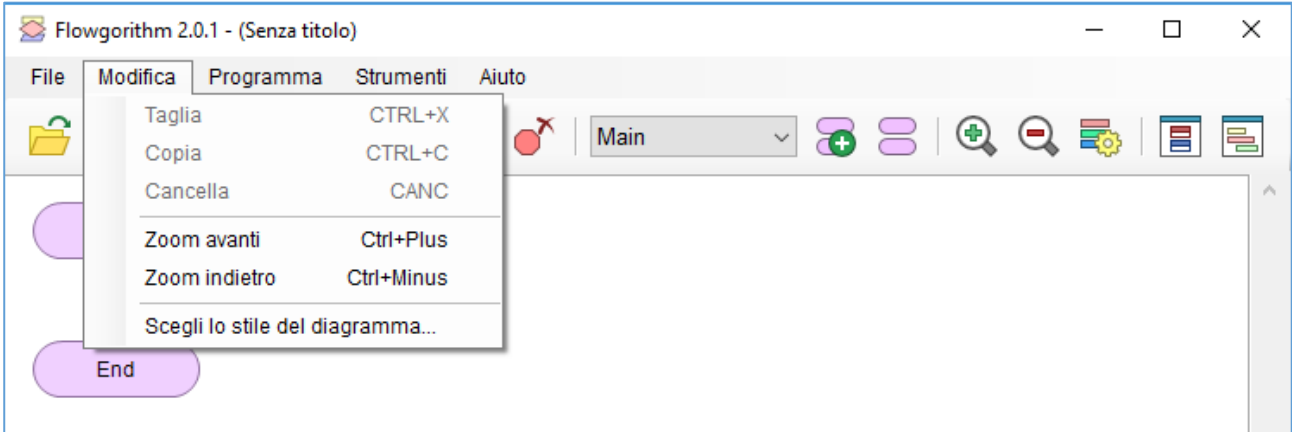 Flowgorithm 2.0.1 - (Senza titolo)
File Modifica Programma Strumenti Aiuto
Taglia CTRL+X
Copia CTRL+C
Cancella CANC
Zoom avanti Ctrl+Plus
Zoom indietro Ctrl+Minus
Scegli lo stile del diagramma...
Main
End